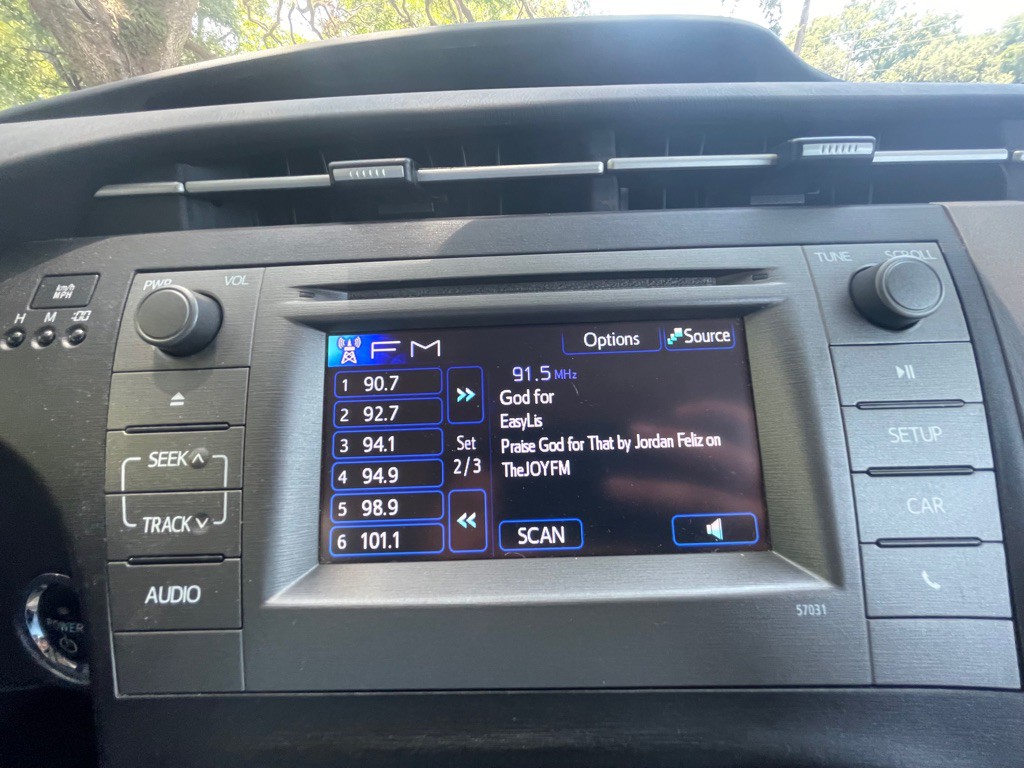 km/h
MPH
H M :00
PWR VOL
SEEK
TRACK
AUDIO
POWER
FM
Options
Source
1 90.7
2 92.7
3 94.1
4 94.9
5 98.9
6 101.1
Set
2/3
91.5 MHz
God for
EasyLis
Praise God for That by Jordan Feliz on
TheJOYFM
SCAN
57031
TUNE SCROLL
SETUP
CAR